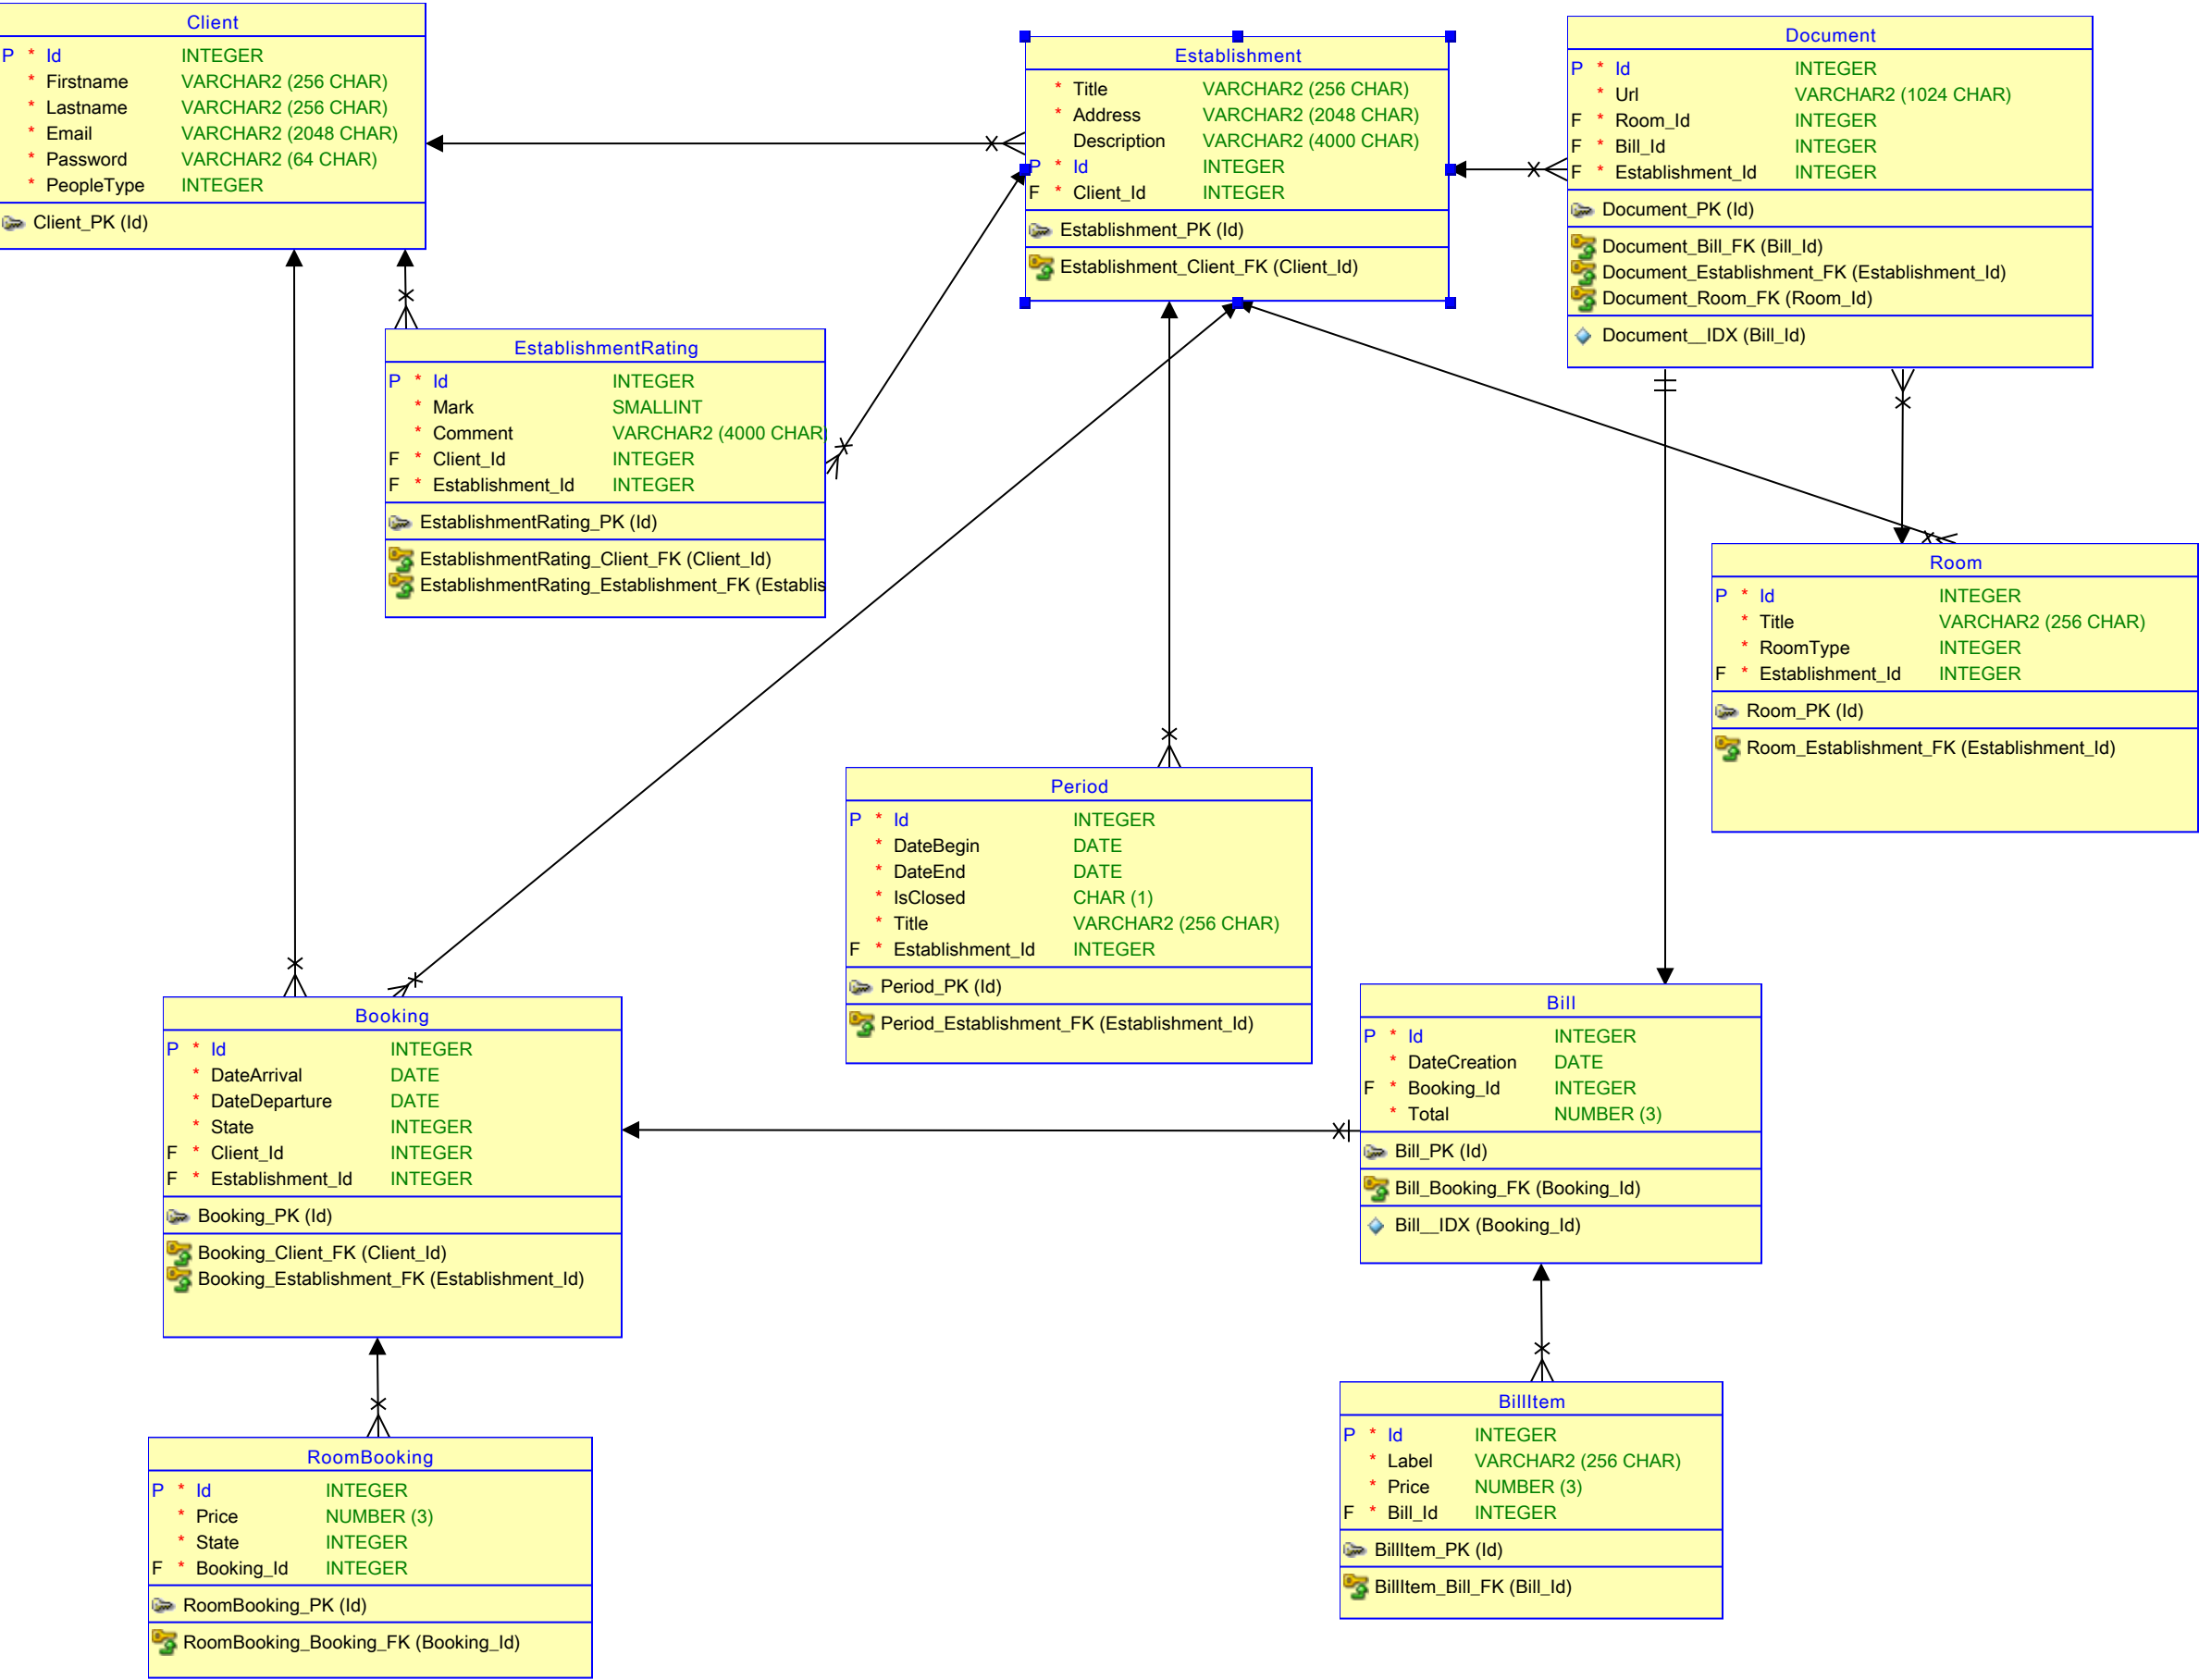 Client
P * Id INTEGER
* Firstname VARCHAR2 (256 CHAR)
* Lastname VARCHAR2 (256 CHAR)
* Email VARCHAR2 (2048 CHAR)
* Password VARCHAR2 (64 CHAR)
* PeopleType INTEGER
Client_PK (Id)
Establishment
* Title VARCHAR2 (256 CHAR)
* Address VARCHAR2 (2048 CHAR)
Description VARCHAR2 (4000 CHAR)
P * Id INTEGER
F * Client_Id INTEGER
Establishment_PK (Id)
Establishment_Client_FK (Client_Id)
Document
P * Id INTEGER
* Url VARCHAR2 (1024 CHAR)
F * Room_Id INTEGER
F * Bill_Id INTEGER
F * Establishment_Id INTEGER
Document_PK (Id)
Document_Bill_FK (Bill_Id)
Document_Establishment_FK (Establishment_Id)
Document_Room_FK (Room_Id)
Document__IDX (Bill_Id)
EstablishmentRating
P * Id INTEGER
* Mark SMALLINT
* Comment VARCHAR2 (4000 CHAR)
F * Client_Id INTEGER
F * Establishment_Id INTEGER
EstablishmentRating_PK (Id)
EstablishmentRating_Client_FK (Client_Id)
EstablishmentRating_Establishment_FK (Establis
Room
P * Id INTEGER
* Title VARCHAR2 (256 CHAR)
* RoomType INTEGER
F * Establishment_Id INTEGER
Room_PK (Id)
Room_Establishment_FK (Establishment_Id)
Period
P * Id INTEGER
* DateBegin DATE
* DateEnd DATE
* IsClosed CHAR (1)
* Title VARCHAR2 (256 CHAR)
F * Establishment_Id INTEGER
Period_PK (Id)
Period_Establishment_FK (Establishment_Id)
Booking
P * Id INTEGER
* DateArrival DATE
* DateDeparture DATE
* State INTEGER
F * Client_Id INTEGER
F * Establishment_Id INTEGER
Booking_PK (Id)
Booking_Client_FK (Client_Id)
Booking_Establishment_FK (Establishment_Id)
Bill
P * Id INTEGER
* DateCreation DATE
F * Booking_Id INTEGER
* Total NUMBER (3)
Bill_PK (Id)
Bill_Booking_FK (Booking_Id)
Bill__IDX (Booking_Id)
RoomBooking
P * Id INTEGER
* Price NUMBER (3)
* State INTEGER
F * Booking_Id INTEGER
RoomBooking_PK (Id)
RoomBooking_Booking_FK (Booking_Id)
BillItem
P * Id INTEGER
* Label VARCHAR2 (256 CHAR)
* Price NUMBER (3)
F * Bill_Id INTEGER
BillItem_PK (Id)
BillItem_Bill_FK (Bill_Id)